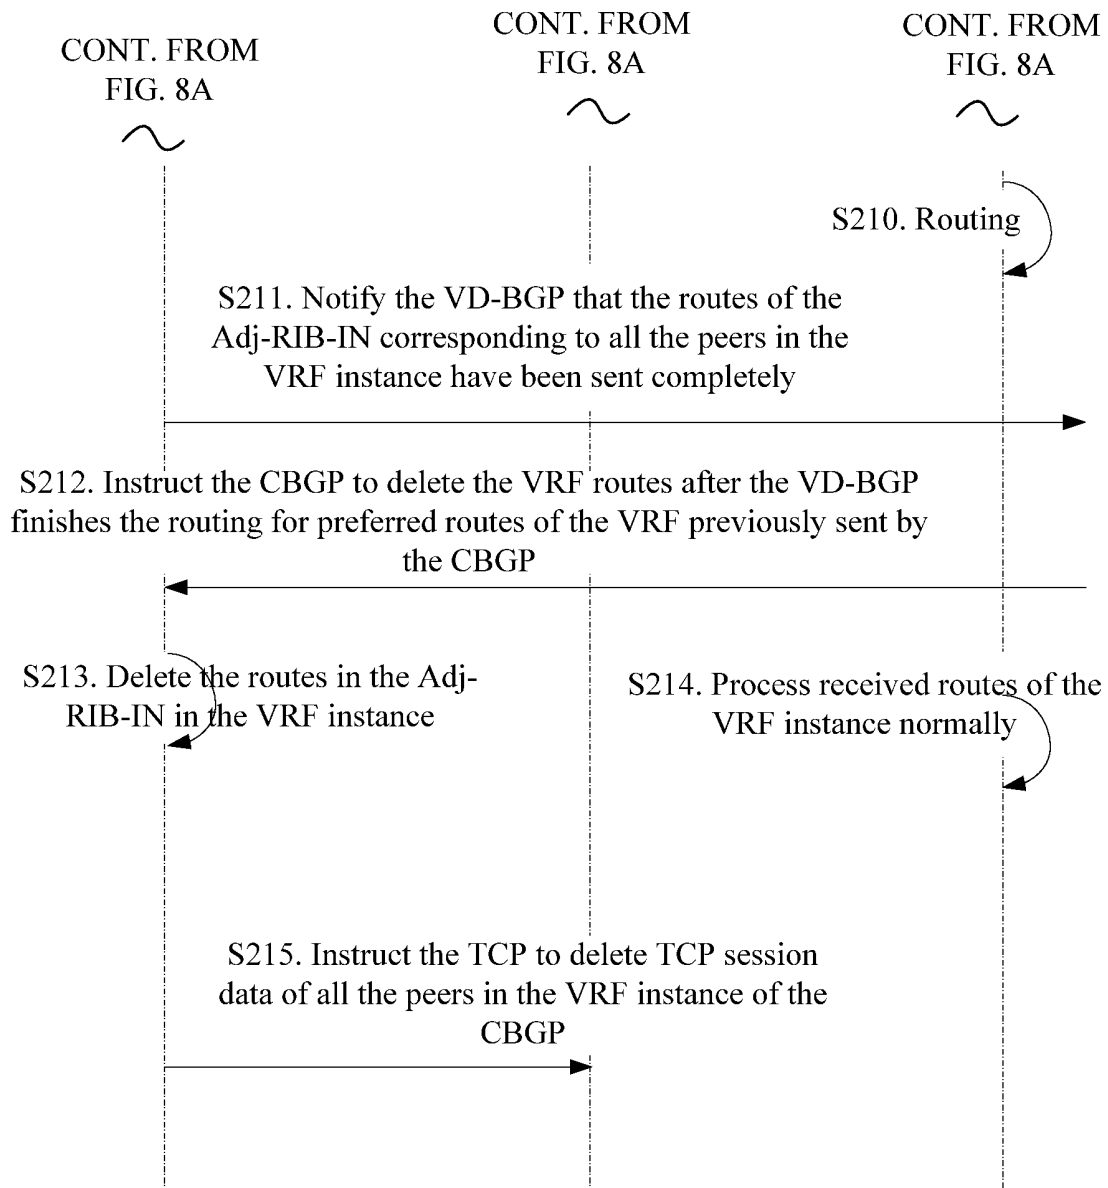 CONT. FROM
FIG. 8A
CONT. FROM
FIG. 8A
CONT. FROM
FIG. 8A
S210. Routing
S211. Notify the VD-BGP that the routes of the
Adj-RIB-IN corresponding to all the peers in the
VRF instance have been sent completely
S212. Instruct the CBGP to delete the VRF routes after the VD-BGP
finishes the routing for preferred routes of the VRF previously sent by
the CBGP
S213. Delete the routes in the Adj-
RIB-IN in the VRF instance
S214. Process received routes of the
VRF instance normally
S215. Instruct the TCP to delete TCP session
data of all the peers in the VRF instance of the
CBGP